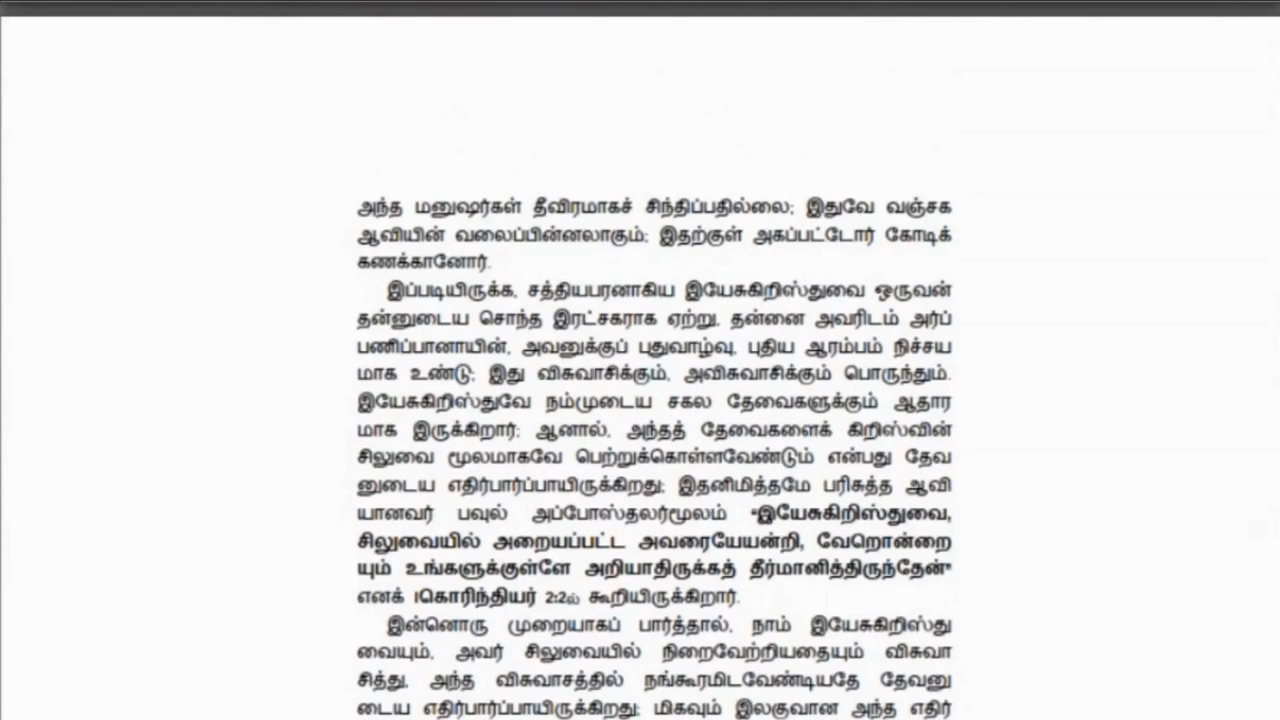 அந்த மனுஷர்கள் தீவிரமாகச் சிந்திப்பதில்லை; இதுவே வஞ்சக
ஆவியின் வலைப்பின்னலாகும்; இதற்குள் அகப்பட்டோர் கோடிக்
கணக்கானோர்.
இப்படியிருக்க, சத்தியபரனாகிய இயேசுகிறிஸ்துவை ஒருவன்
தன்னுடைய சொந்த இரட்சகராக ஏற்று, தன்னை அவரிடம் அர்ப்
பணிப்பானாயின், அவனுக்குப் புதுவாழ்வு, புதிய ஆரம்பம் நிச்சய
மாக உண்டு; இது விசுவாசிக்கும், அவிசுவாசிக்கும் பொருந்தும்.
இயேசுகிறிஸ்துவே நம்முடைய சகல தேவைகளுக்கும் ஆதார
மாக இருக்கிறார்; ஆனால், அந்தத் தேவைகளைக் கிறிஸ்வின்
சிலுவை மூலமாகவே பெற்றுக்கொள்ளவேண்டும் என்பது தேவ
னுடைய எதிர்பார்ப்பாயிருக்கிறது; இதனிமித்தமே பரிசுத்த ஆவி
யானவர் பவுல் அப்போஸ்தலர்மூலம் “இயேசுகிறிஸ்துவை,
சிலுவையில் அறையப்பட்ட அவரையேயன்றி, வேறொன்றை
யும் உங்களுக்குள்ளே அறியாதிருக்கத் தீர்மானித்திருந்தேன்”
எனக் Iகொரிந்தியர் 2:2ல் கூறியிருக்கிறார்.
இன்னொரு முறையாகப் பார்த்தால், நாம் இயேசுகிறிஸ்து
வையும், அவர் சிலுவையில் நிறைவேற்றியதையும் விசுவா
சித்து, அந்த விசுவாசத்தில் நங்கூரமிடவேண்டியதே தேவனு
டைய எதிர்பார்ப்பாயிருக்கிறது; மிகவும் இலகுவான அந்த எதிர்